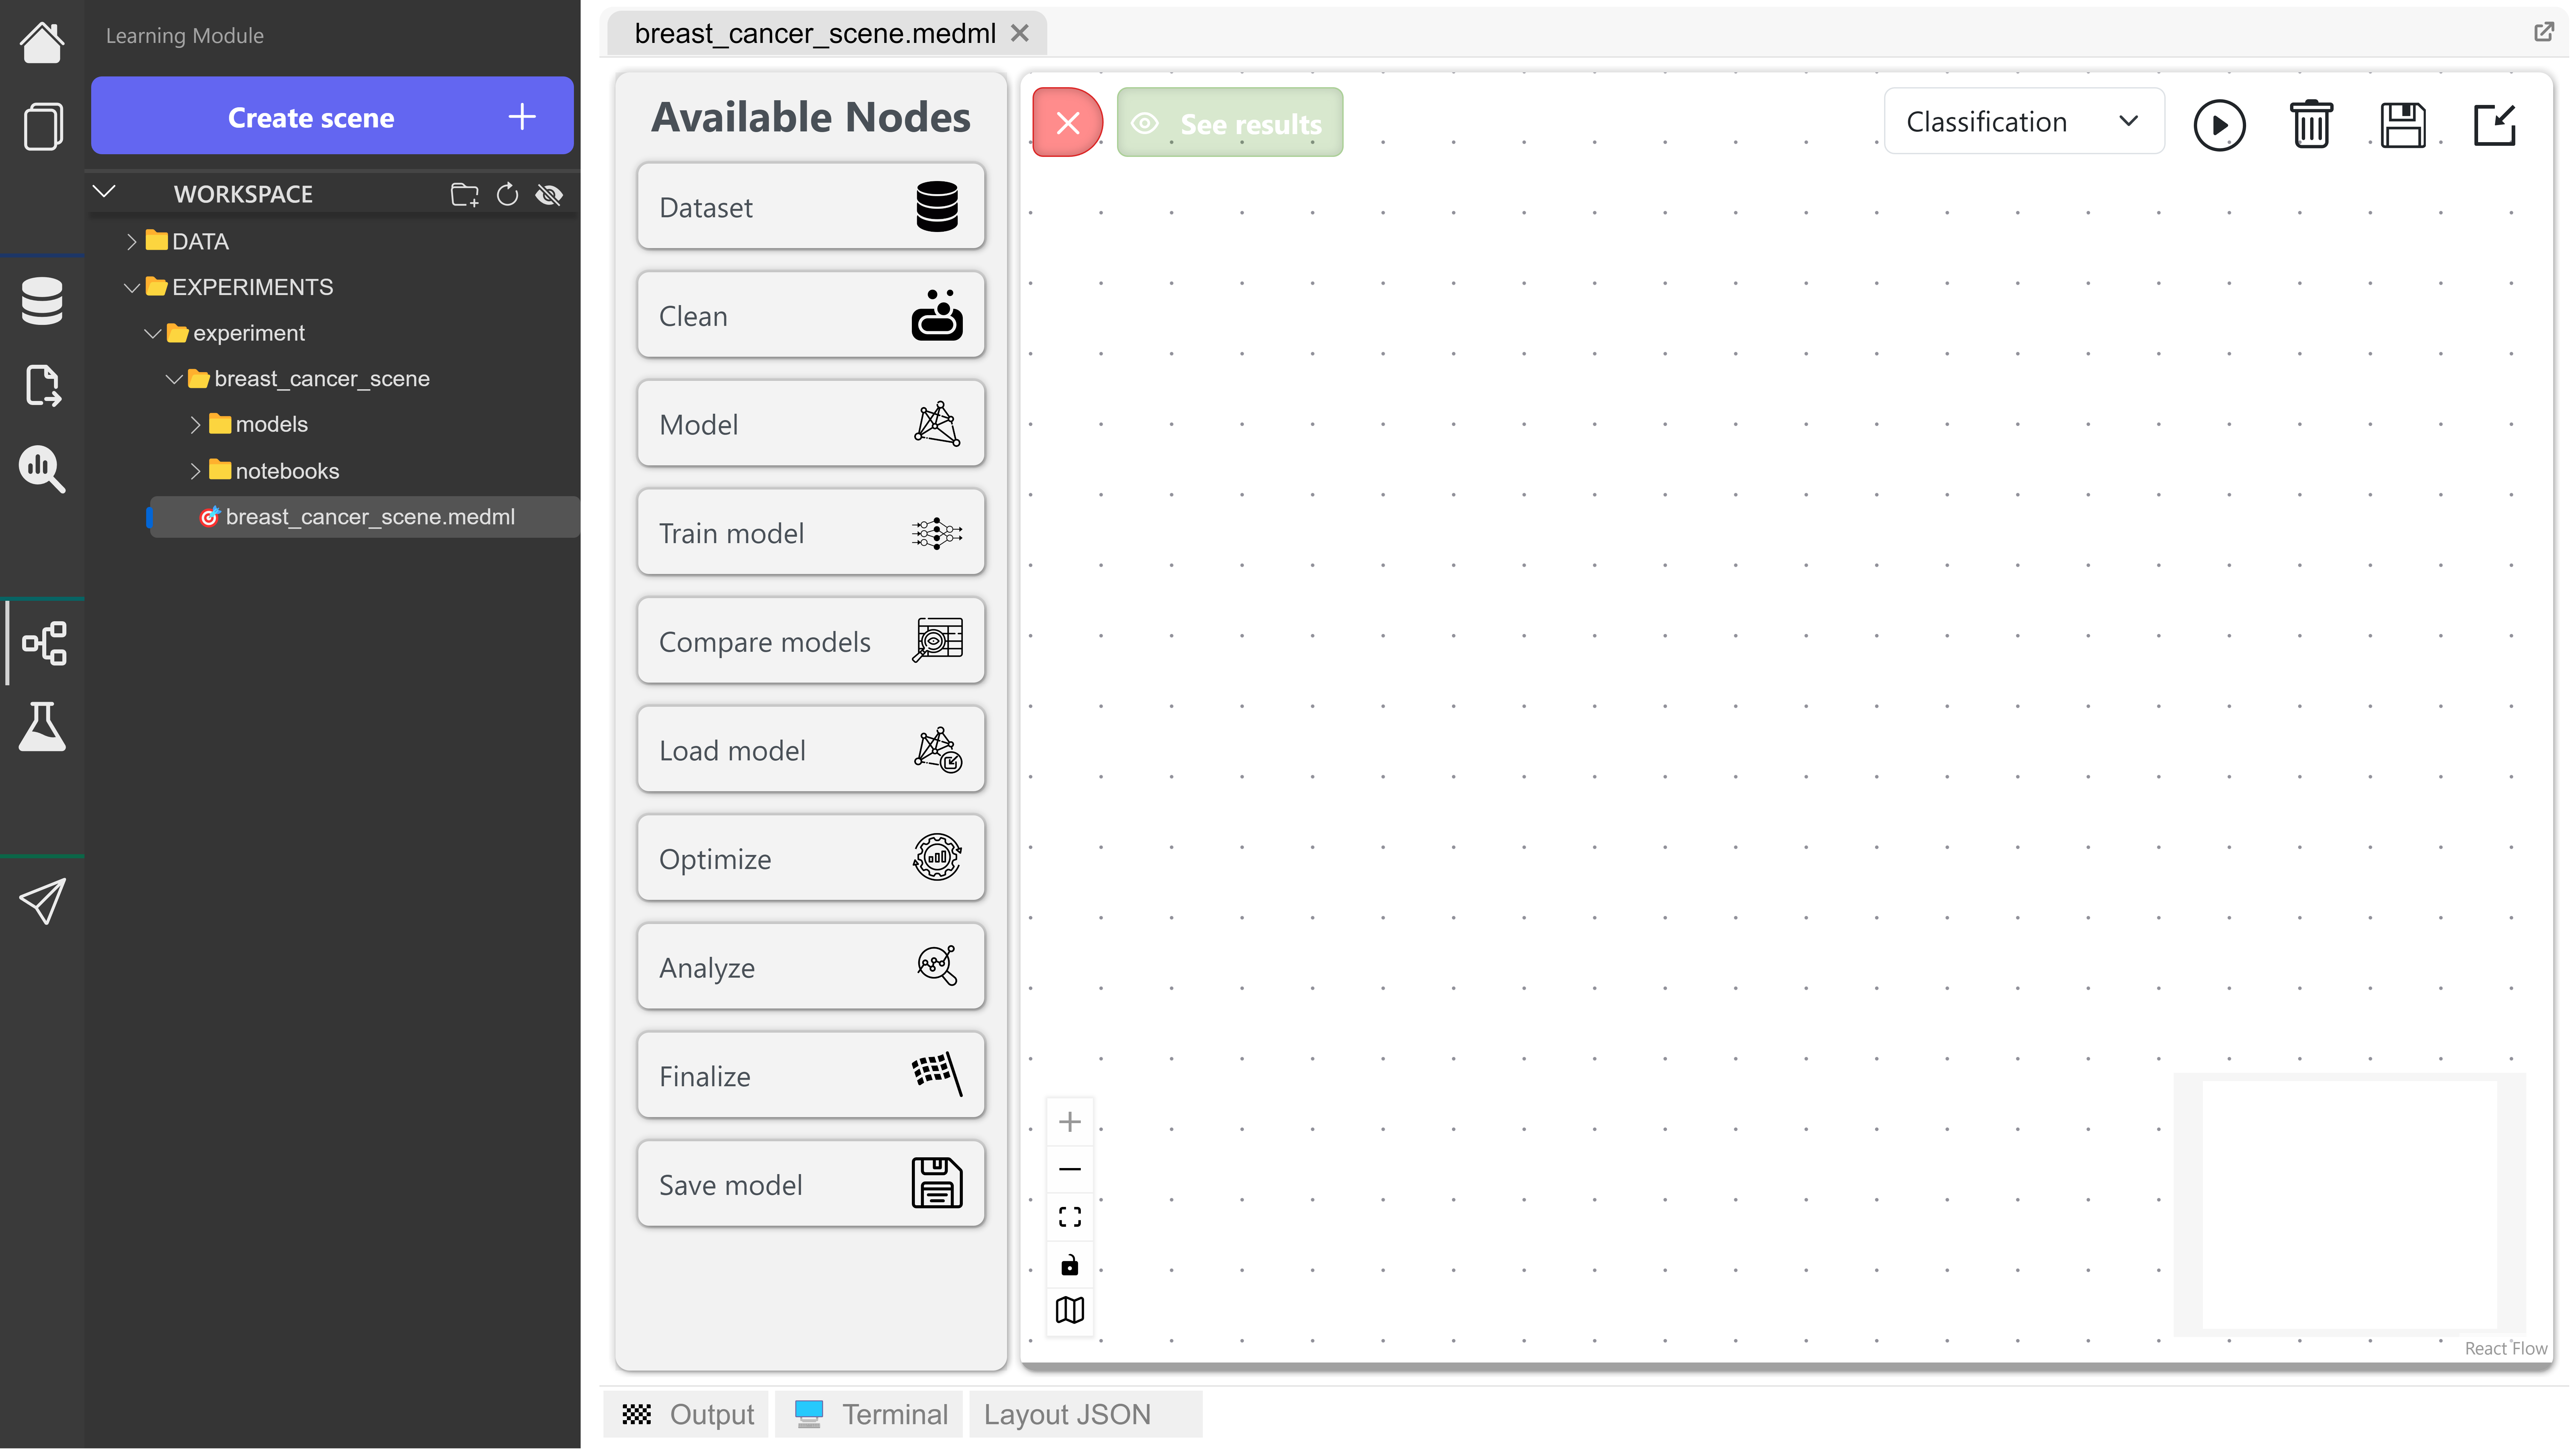 Learning Module
Create scene
WORKSPACE
DATA
EXPERIMENTS
experiment
breast_cancer_scene
models
notebooks
breast_cancer_scene.medml
breast_cancer_scene.medml
Available Nodes
Dataset
Clean
Model
Train model
Compare models
Load model
Optimize
Analyze
Finalize
Save model
See results
Classification
React Flow
Output
Terminal
Layout JSON